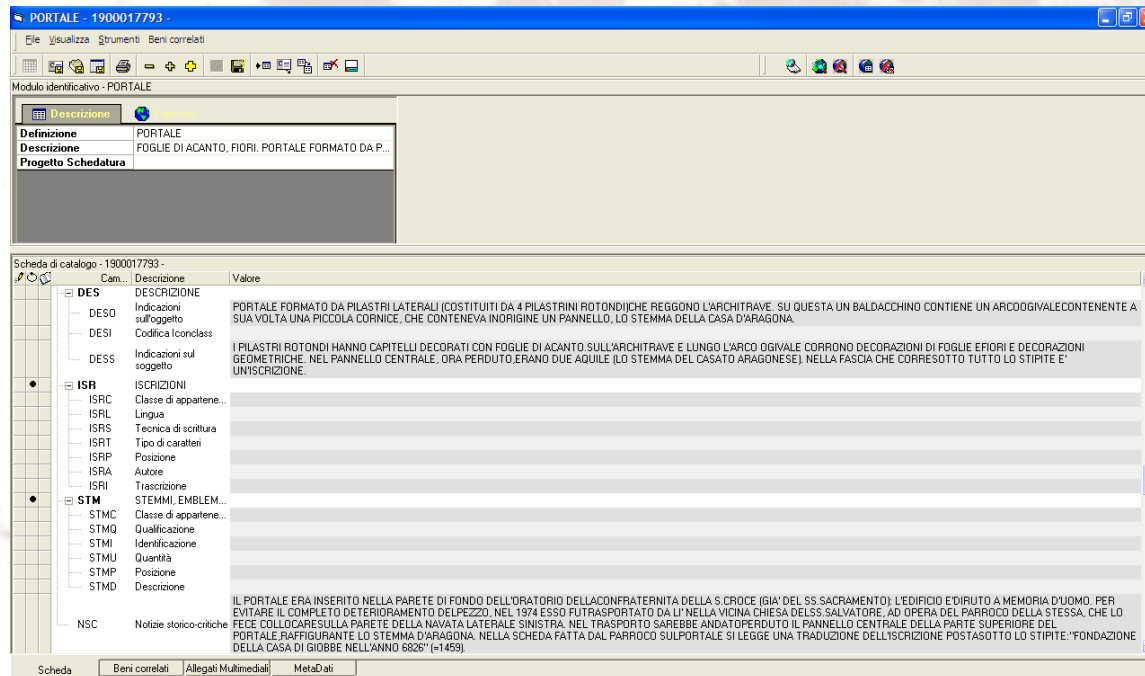 PORTALE - 1900017793 -
File Visualizza Strumenti Beni correlati
Modulo identificativo - PORTALE
Descrizione
Definizione PORTALE
Descrizione FOGLIE DI ACANTO, FIORI. PORTALE FORMATO DA P...
Progetto Schedatura
Scheda di catalogo - 1900017793 -
Cam... Descrizione Valore
DES DESCRIZIONE
DESO Indicazioni sull'oggetto
PORTALE FORMATO DA PILASTRI LATERALI (COSTITUITI DA 4 PILASTRINI ROTONDI)CHE REGGONO L'ARCHITRAVE. SU QUESTA UN BALDACCHINO CONTIENE UN ARCOOGIVALECONTENENTE A
SUA VOLTA UNA PICCOLA CORNICE, CHE CONTENEVA INORIGINE UN PANNELLO, LO STEMMA DELLA CASA D'ARAGONA.
DESI Codifica Iconclass
DESS Indicazioni sul soggetto
I PILASTRI ROTONDI HANNO CAPITELLI DECORATI CON FOGLIE DI ACANTO.SULL'ARCHITRAVE E LUNGO L'ARCO OGIVALE CORRONO DECORAZIONI DI FOGLIE EFIORI E DECORAZIONI
GEOMETRICHE. NEL PANNELLO CENTRALE, ORA PERDUTO,ERANO DUE AQUILE (LO STEMMA DEL CASATO ARAGONESE). NELLA FASCIA CHE CORRESOTTO TUTTO LO STIPITE E'
UN'ISCRIZIONE.
ISR ISCRIZIONI
ISRC Classe di appartene...
ISRL Lingua
ISRS Tecnica di scrittura
ISRT Tipo di caratteri
ISRP Posizione
ISRA Autore
ISRI Trascrizione
STM STEMMI, EMBLEM...
STMC Classe di appartene...
STMQ Qualificazione
STMI Identificazione
STMU Quantità
STMP Posizione
STMD Descrizione
NSC Notizie storico-critiche
IL PORTALE ERA INSERITO NELLA PARETE DI FONDO DELL'ORATORIO DELLACONFRATERNITA DELLA S.CROCE (GIA' DEL SS.SACRAMENTO); L'EDIFICIO E'DIRUTO A MEMORIA D'UOMO. PER
EVITARE IL COMPLETO DETERIORAMENTO DELPEZZO, NEL 1974 ESSO FUTRASPORTATO DA LI' NELLA VICINA CHIESA DELSS.SALVATORE, AD OPERA DEL PARROCO DELLA STESSA, CHE LO
FECE COLLOCARESULLA PARETE DELLA NAVATA LATERALE SINISTRA. NEL TRASPORTO SAREBBE ANDATOPERDUTO IL PANNELLO CENTRALE DELLA PARTE SUPERIORE DEL
PORTALE,RAFFIGURANTE LO STEMMA D'ARAGONA. NELLA SCHEDA FATTA DAL PARROCO SULPORTALE SI LEGGE UNA TRADUZIONE DELL'ISCRIZIONE POSTASOTTO LO STIPITE:"FONDAZIONE
DELLA CASA DI GIOBBE NELL'ANNO 6826" (=1459).
Scheda Beni correlati Allegati Multimediali MetaDati